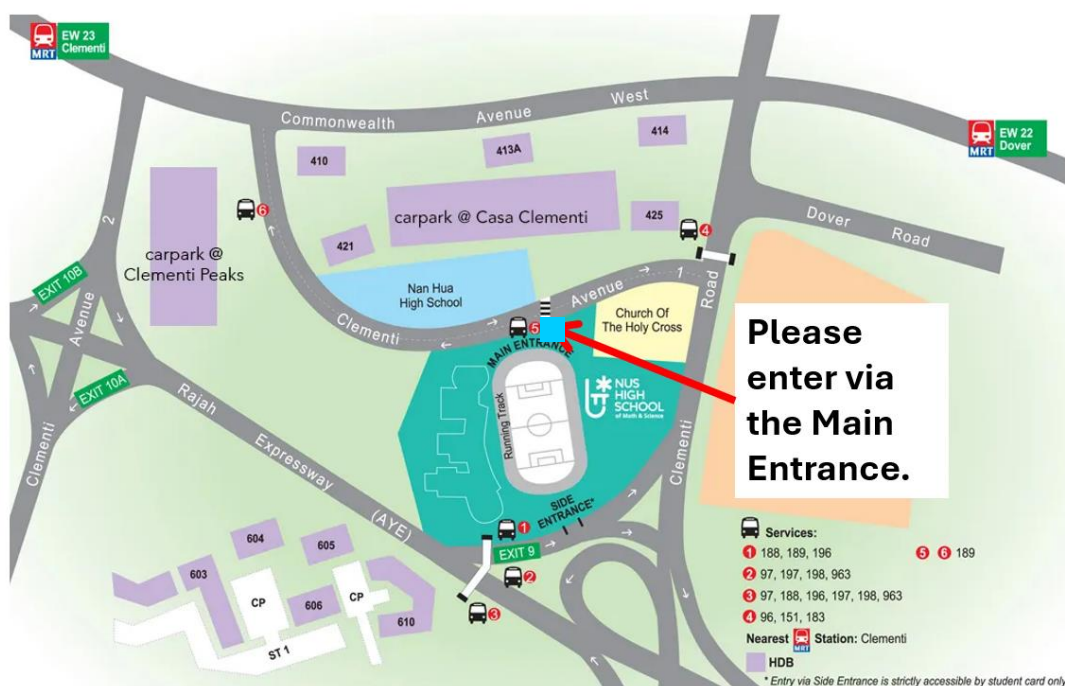 MRT
EW 23
Clementi
Commonwealth Avenue West
410
413A
414
MRT
EW 22
Dover
2
6
carpark @
Clementi Peaks
carpark @ Casa Clementi
421
425
4
Dover Road
EXIT 10B
Avenue
Nan Hua
High School
Clementi Avenue 1
Road
5
Church Of
The Holy Cross
MAIN ENTRANCE
Please
enter via
the Main
Entrance.
EXIT 10A
Running Track
NUS
HIGH
SCHOOL
of Math & Science
Clementi
Rajah Expressway (AYE)
Clementi
SIDE
ENTRANCE*
1
EXIT 9
2
3
604
605
603
CP
606
CP
610
ST 1
Services:
1 188, 189, 196
5 6 189
2 97, 197, 198, 963
3 97, 188, 196, 197, 198, 963
4 96, 151, 183
Nearest MRT Station: Clementi
HDB
* Entry via Side Entrance is strictly accessible by student card only